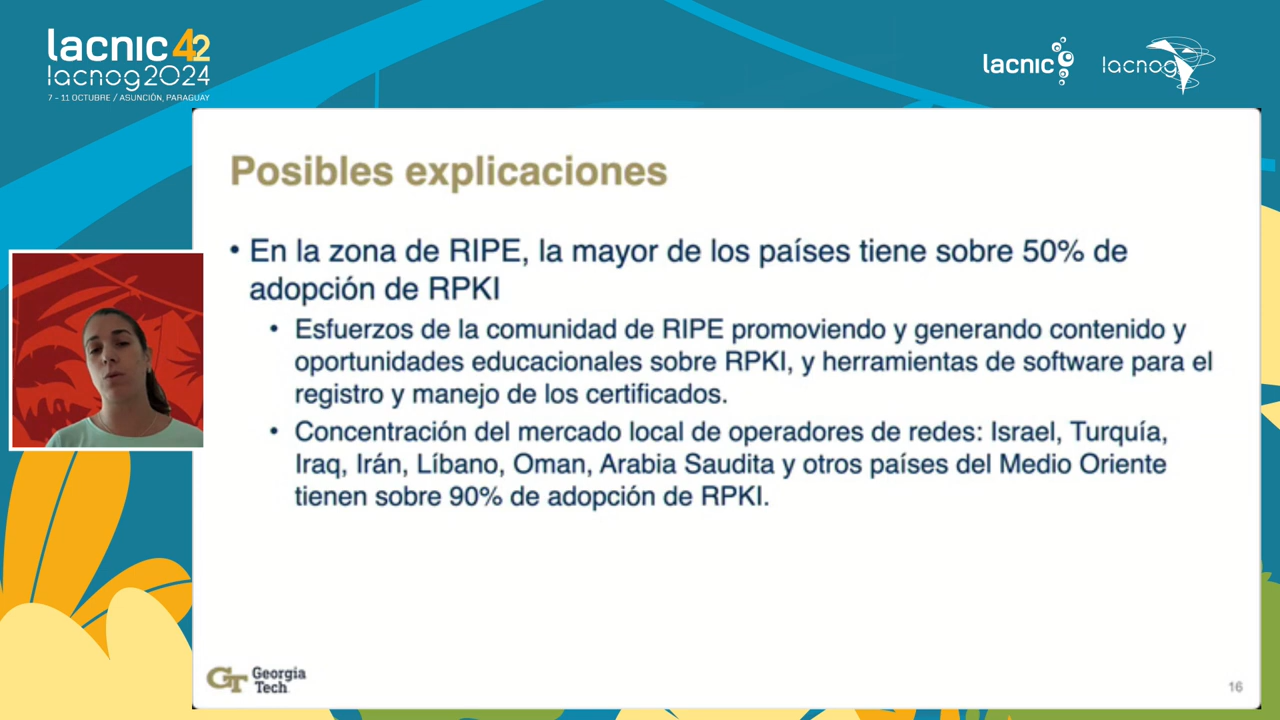 lacnic 42
lacnog 2024
7 - 11 OCTUBRE / ASUNCIÓN, PARAGUAY
lacnic
lacnog
Posibles explicaciones
• En la zona de RIPE, la mayor de los países tiene sobre 50% de
adopción de RPKI
• Esfuerzos de la comunidad de RIPE promoviendo y generando contenido y
oportunidades educacionales sobre RPKI, y herramientas de software para el
registro y manejo de los certificados.
• Concentración del mercado local de operadores de redes: Israel, Turquía,
Iraq, Irán, Líbano, Oman, Arabia Saudita y otros países del Medio Oriente
tienen sobre 90% de adopción de RPKI.
GT Georgia
Tech
16